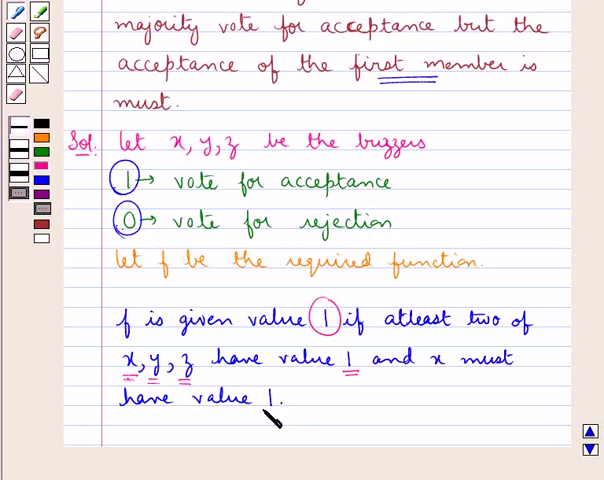 majority vote for acceptance but the
acceptance of the first member is
must.
Sol. let x, y, z be the buzzers
1 → vote for acceptance
0 → vote for rejection
let f be the required function.
f is given value 1 if atleast two of
x, y, z have value 1 and x must
have value 1.